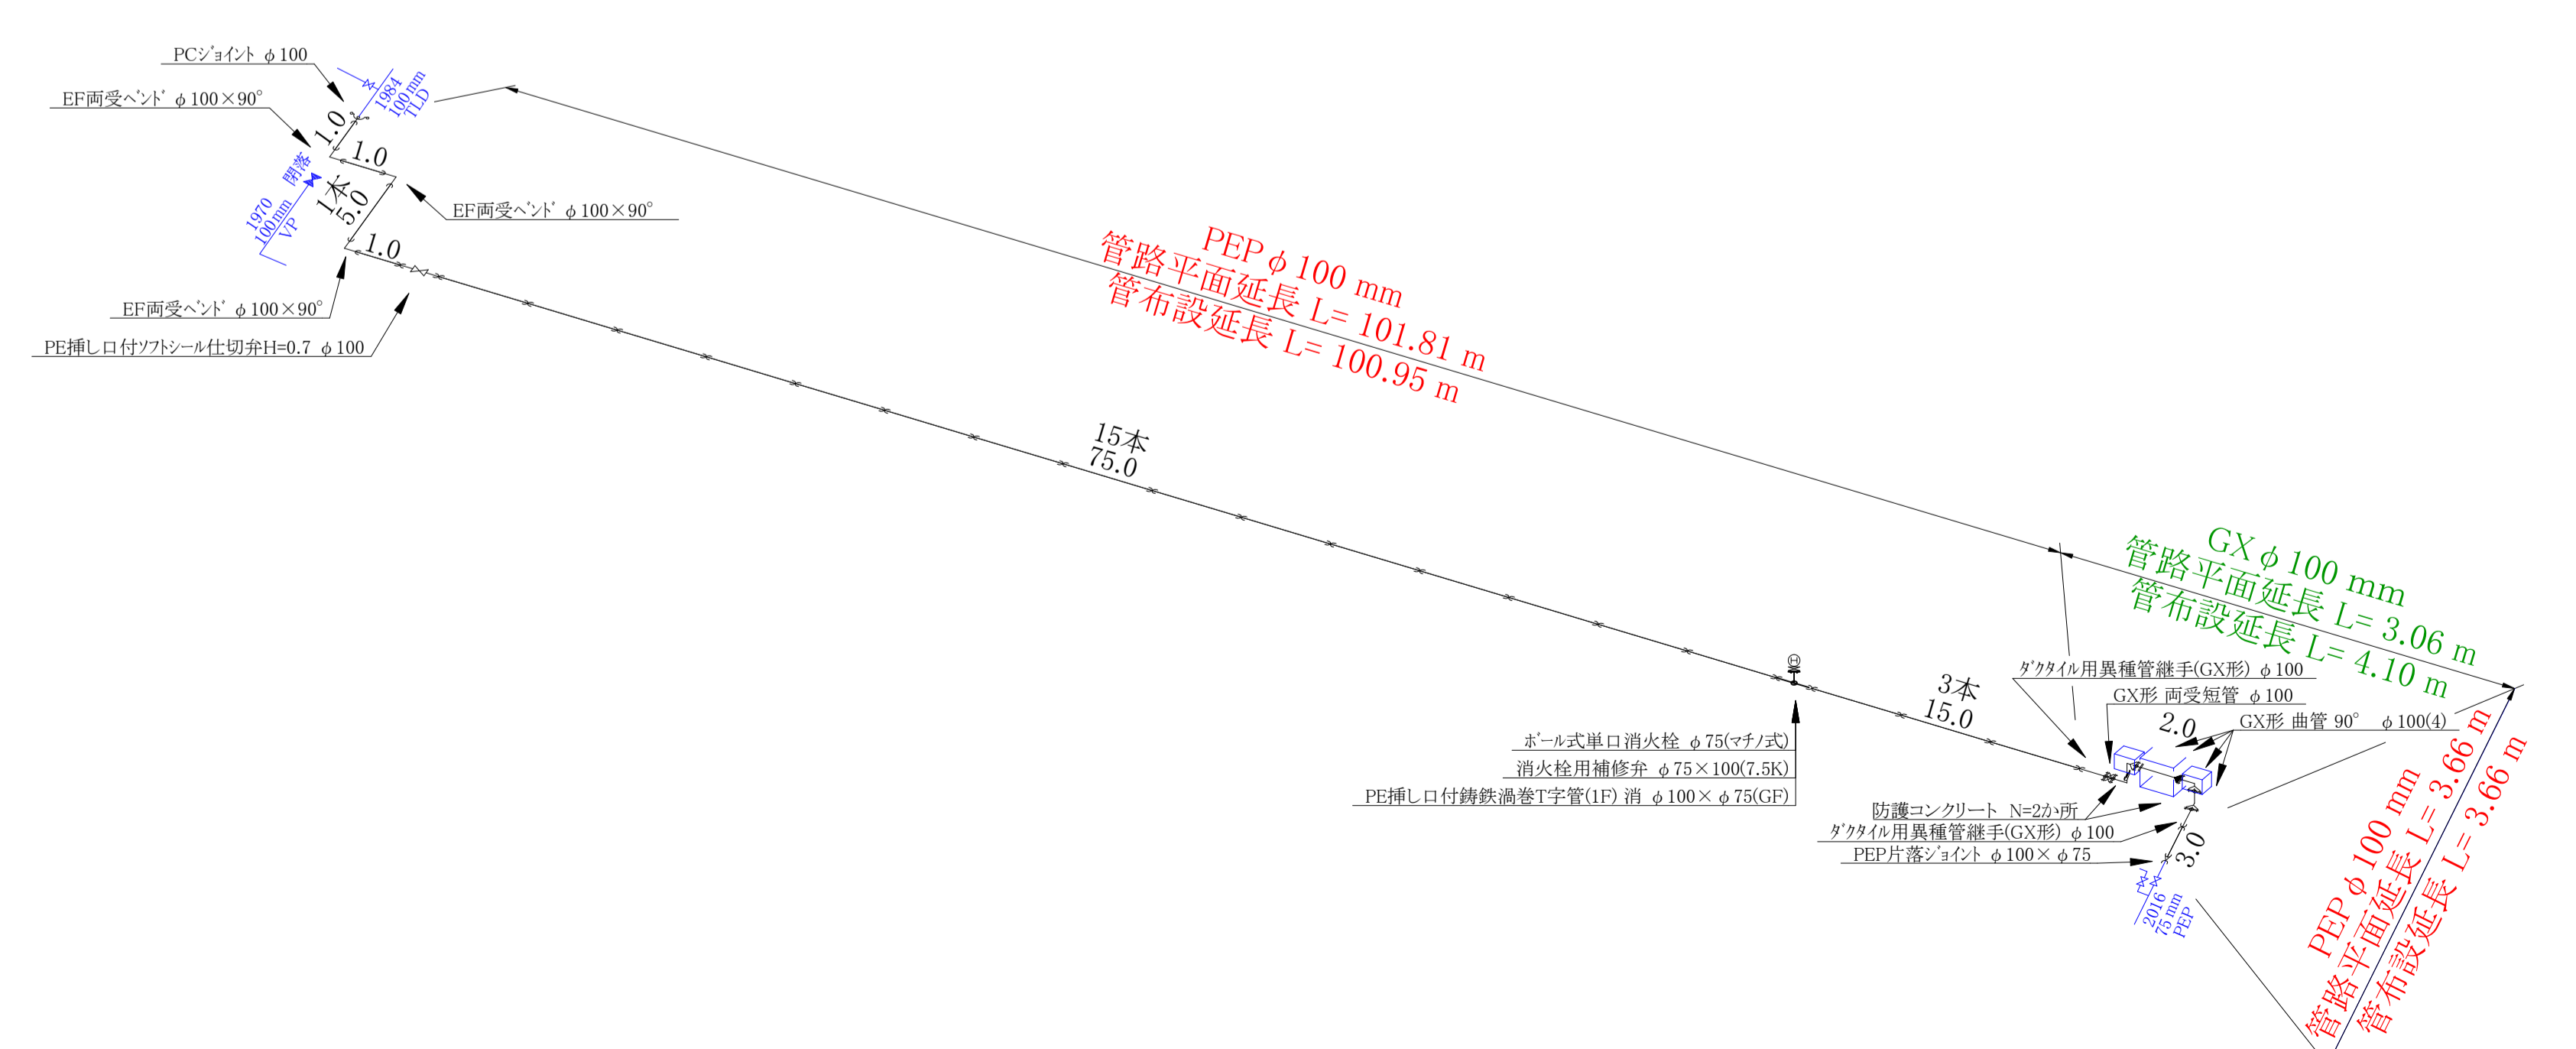 PCｼﾞｮｲﾝﾄ φ100
EF両受ﾍﾞﾝﾄﾞ φ100×90°
1984
100mm
TLD
1.0
1.0
閉落
1970
100mm
VP
1本
5.0
EF両受ﾍﾞﾝﾄﾞ φ100×90°
1.0
EF両受ﾍﾞﾝﾄﾞ φ100×90°
PE挿し口付ｿﾌﾄｼｰﾙ仕切弁H=0.7 φ100
PEPφ100 mm
管路平面延長 L= 101.81 m
管布設延長 L= 100.95 m
15本
75.0
H
ﾎﾞｰﾙ式単口消火栓 φ75(ﾏﾁﾉ式)
消火栓用補修弁 φ75×100(7.5K)
PE挿し口付鋳鉄渦巻T字管(1F) 消 φ100×φ75(GF)
3本
15.0
GXφ100 mm
管路平面延長 L= 3.06 m
管布設延長 L= 4.10 m
ﾀﾞｸﾀｲﾙ用異種管継手(GX形) φ100
GX形 両受短管 φ100
2.0
GX形 曲管 90° φ100(4)
防護コンクリート N=2か所
ﾀﾞｸﾀｲﾙ用異種管継手(GX形) φ100
PEP片落ｼﾞｮｲﾝﾄ φ100×φ75
3.0
2016
75mm
PEP
PEPφ100 mm
管路平面延長 L= 3.66 m
管布設延長 L= 3.66 m